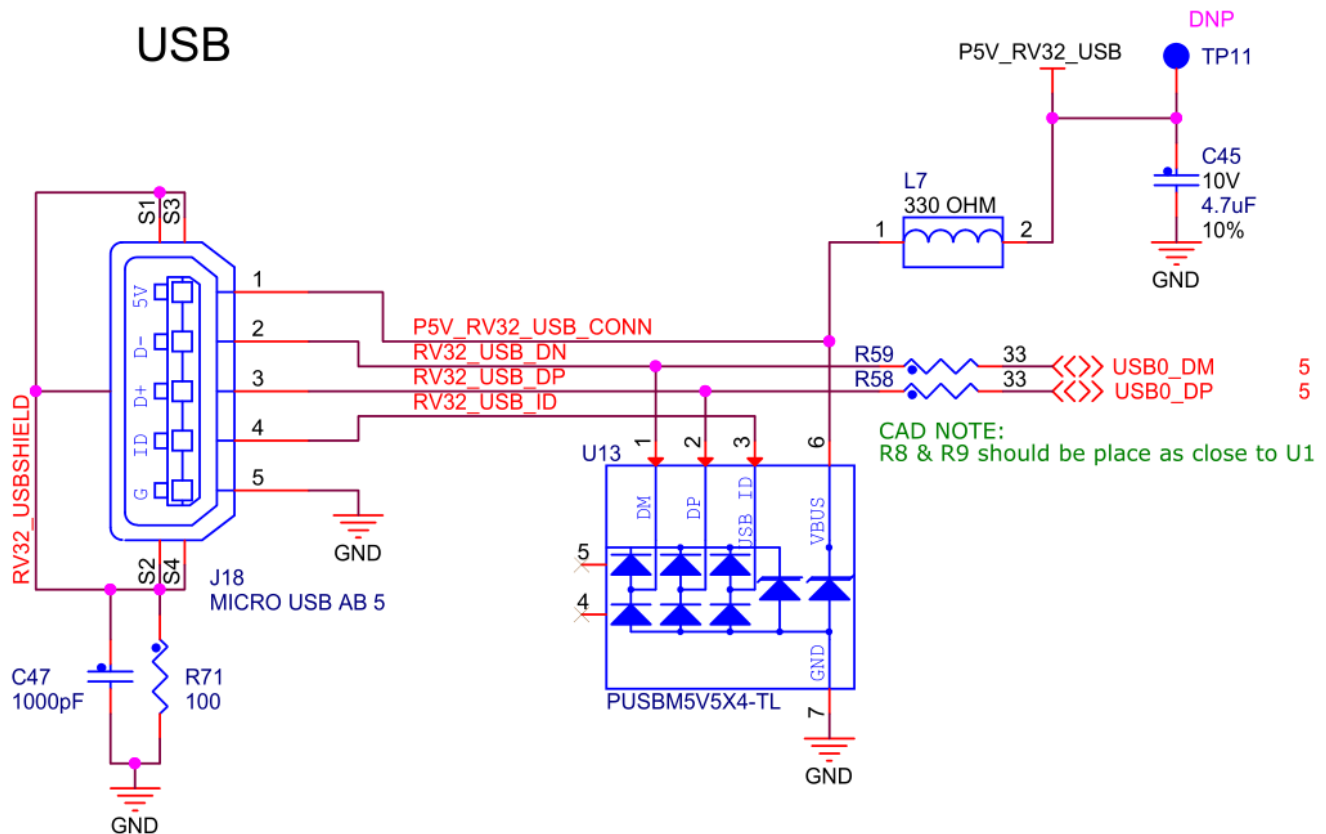 USB
DNP
P5V_RV32_USB
TP11
C45
10V
4.7uF
10%
GND
L7
330 OHM
1
2
S1
S3
5V
D-
D+
ID
G
1
2
3
4
5
P5V_RV32_USB_CONN
RV32_USB_DN
RV32_USB_DP
RV32_USB_ID
R59
33
USB0_DM
5
R58
33
USB0_DP
5
CAD NOTE:
R8 & R9 should be place as close to U1
RV32_USBSHIELD
GND
S2
S4
J18
MICRO USB AB 5
U13
1
2
3
6
DM
DP
USB ID
VBUS
5
4
GND
PUSBM5V5X4-TL
7
GND
C47
1000pF
R71
100
GND